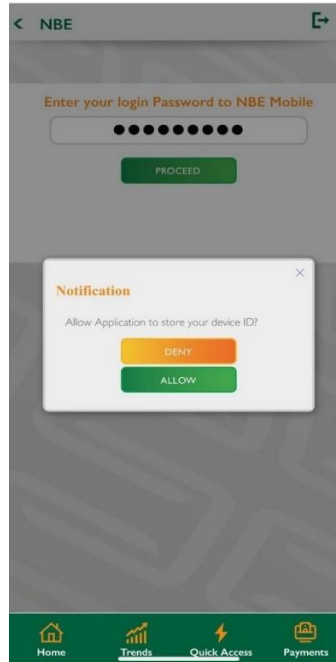 NBE
Enter your login Password to NBE Mobile
PROCEED
Notification
Allow Application to store your device ID?
DENY
ALLOW
Home Trends Quick Access Payments